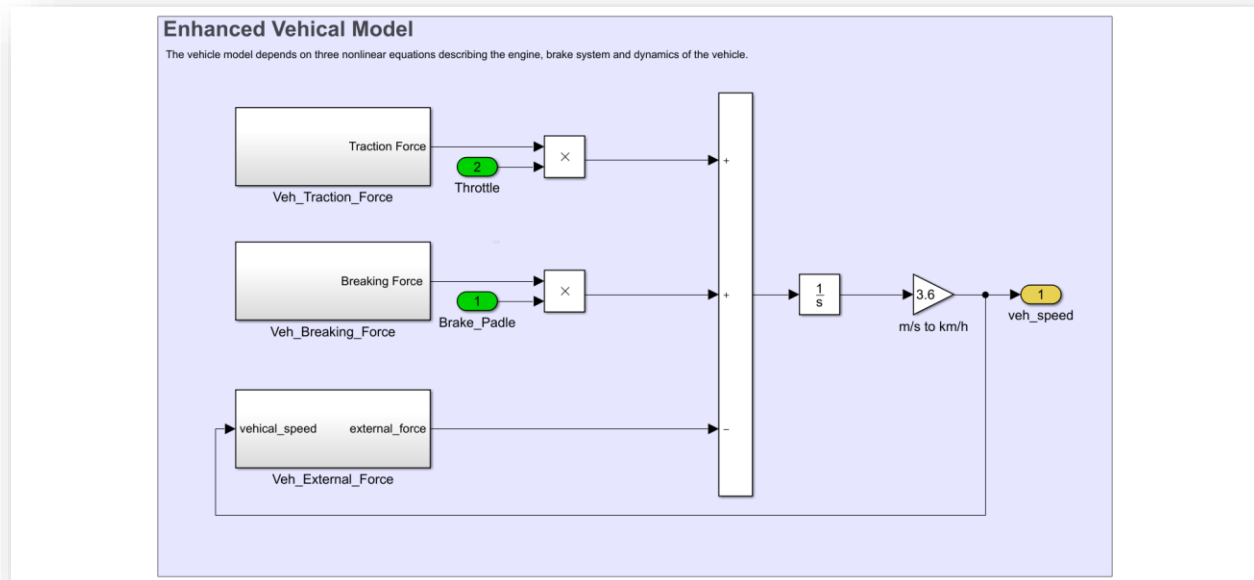 Enhanced Vehical Model
The vehicle model depends on three nonlinear equations describing the engine, brake system and dynamics of the vehicle.
Traction Force
×
2
+
Veh_Traction_Force
Throttle
Breaking Force
×
1
+
Veh_Breaking_Force
Brake_Padle
1
s
3.6
1
m/s to km/h
veh_speed
vehical_speed
external_force
−
Veh_External_Force